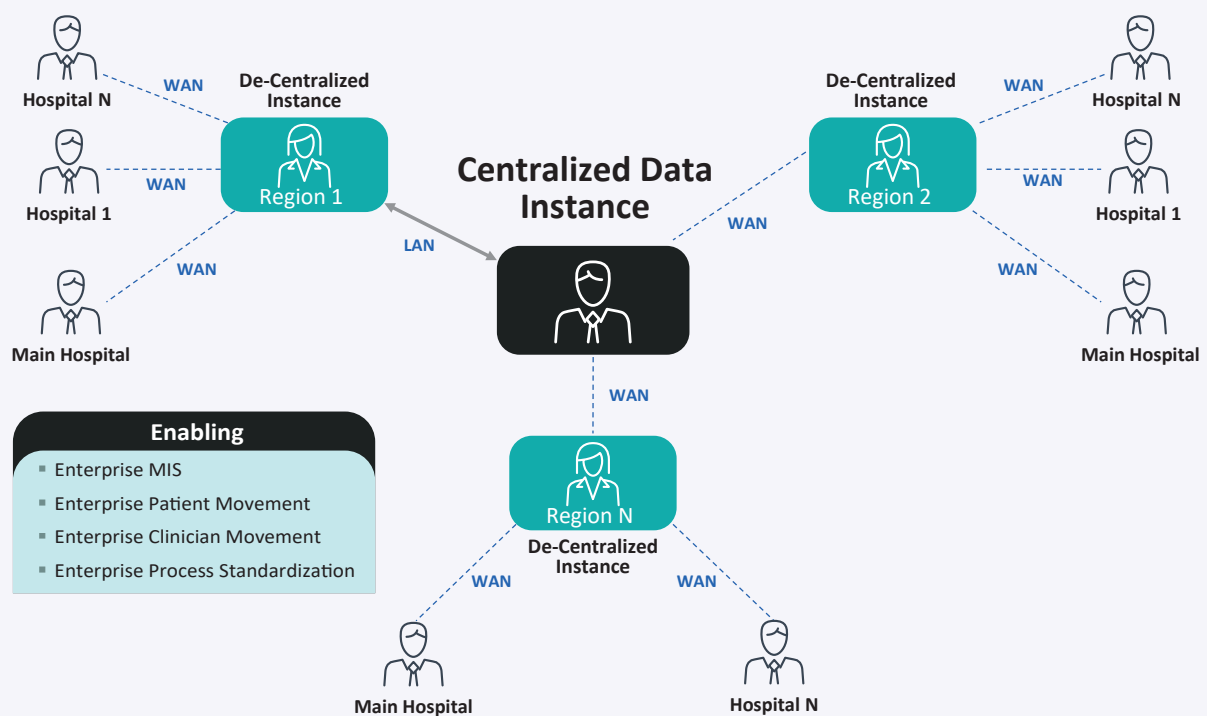 WAN
De-Centralized
Instance
Hospital N
WAN
Hospital 1
Region 1
WAN
Main Hospital
LAN
Centralized Data
Instance
WAN
De-Centralized
Instance
Region 2
WAN
Hospital N
WAN
Hospital 1
WAN
Main Hospital
WAN
Enabling
Enterprise MIS
Enterprise Patient Movement
Enterprise Clinician Movement
Enterprise Process Standardization
Region N
De-Centralized
Instance
WAN
WAN
Main Hospital
Hospital N